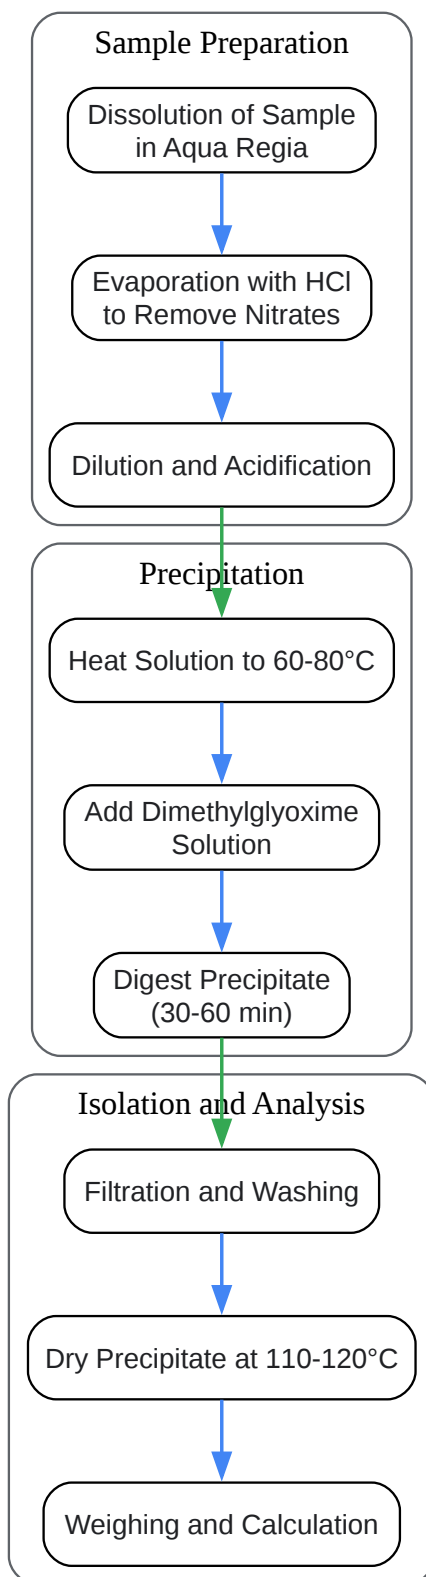 Sample Preparation
Dissolution of Sample
in Aqua Regia
Evaporation with HCl
to Remove Nitrates
Dilution and Acidification
Precipitation
Heat Solution to 60-80°C
Add Dimethylglyoxime
Solution
Digest Precipitate
(30-60 min)
Isolation and Analysis
Filtration and Washing
Dry Precipitate at 110-120°C
Weighing and Calculation